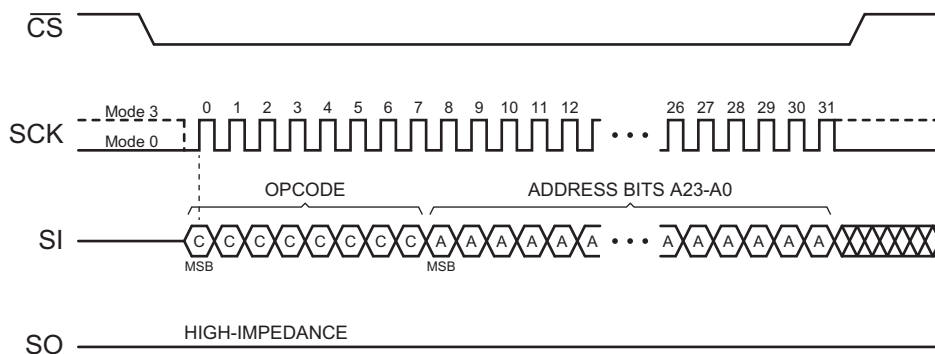 CS
Mode 3
0 1 2 3 4 5 6 7 8 9 10 11 12 26 27 28 29 30 31
SCK
Mode 0
OPCODE ADDRESS BITS A23-A0
SI C C C C C C C C A A A A A A • • • A A A A A A
MSB MSB
HIGH-IMPEDANCE
SO